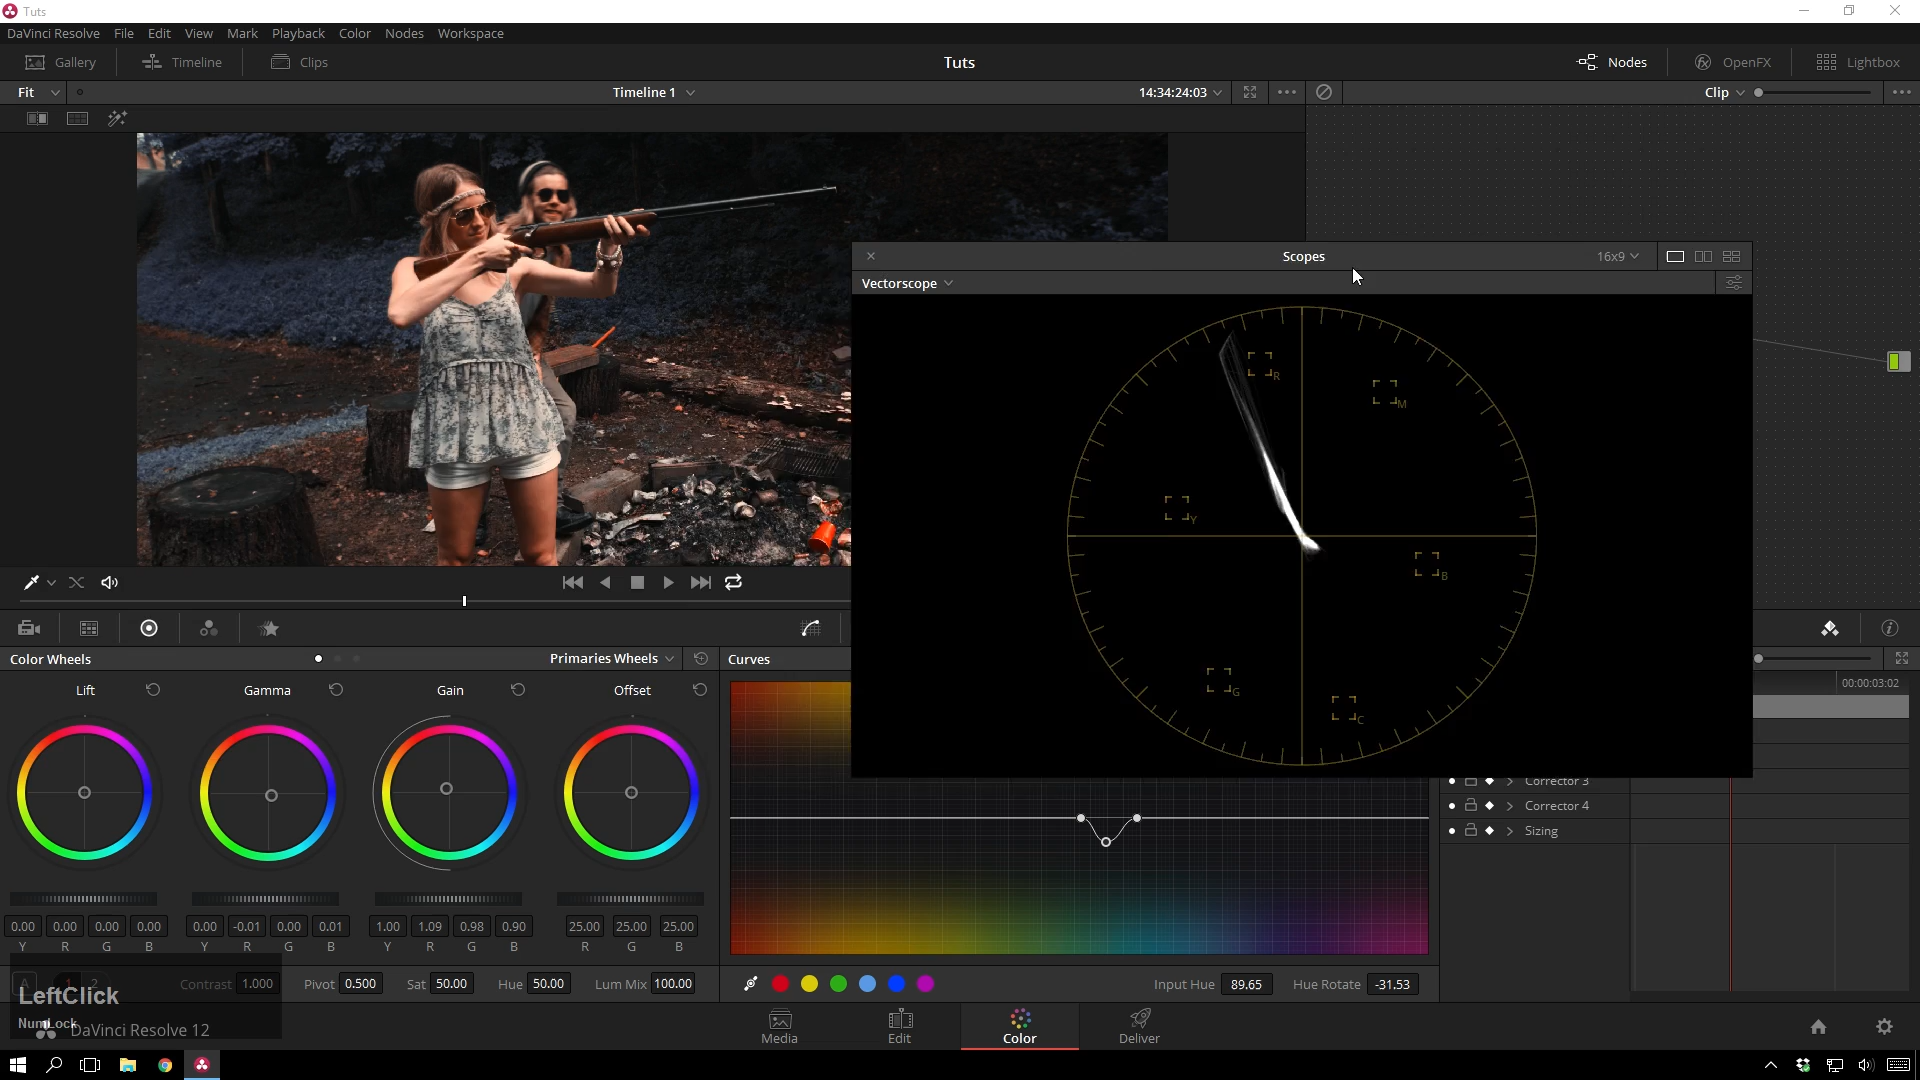 Tuts
DaVinci Resolve File Edit View Mark Playback Color Nodes Workspace
Gallery Timeline Clips Tuts Nodes OpenFX Lightbox
Fit Timeline 1 14:34:24:03 Clip
Scopes 16x9
Vectorscope
R
M
Y
B
G
C
Color Wheels Primaries Wheels Curves
Lift Gamma Gain Offset 00:00:03:02
Corrector 3
Corrector 4
Sizing
0.00 0.00 0.00 0.00 0.00 -0.01 0.00 0.01 1.00 1.09 0.98 0.90 25.00 25.00 25.00
Y R G B Y R G B Y R G B R G B
A 1 2 Contrast 1.000 Pivot 0.500 Sat 50.00 Hue 50.00 Lum Mix 100.00 Input Hue 89.65 Hue Rotate -31.53
LeftClick
NumLock
DaVinci Resolve 12
Media Edit Color Deliver